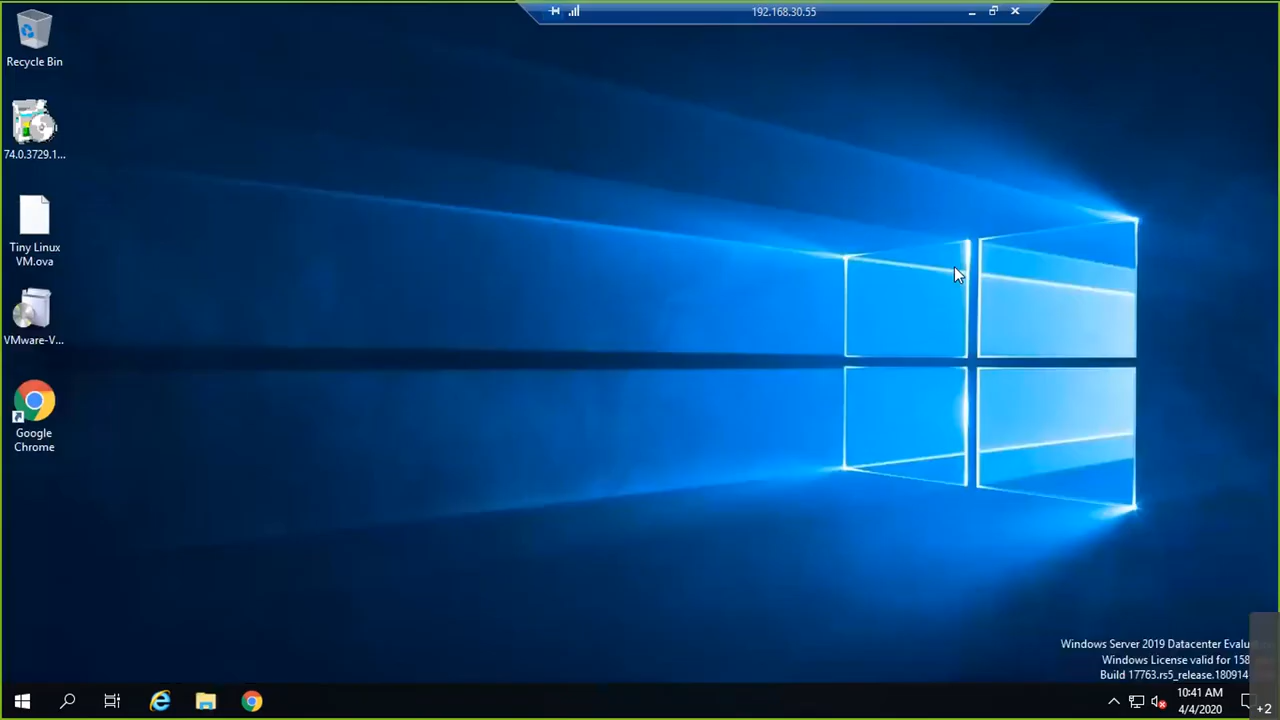 192.168.30.55
Recycle Bin
74.0.3729.1...
Tiny Linux
VM.ova
VMware-V...
Google
Chrome
Windows Server 2019 Datacenter
Windows License valid for 158
Build 17763.rs5_release.180914
10:41 AM
4/4/2020
+2